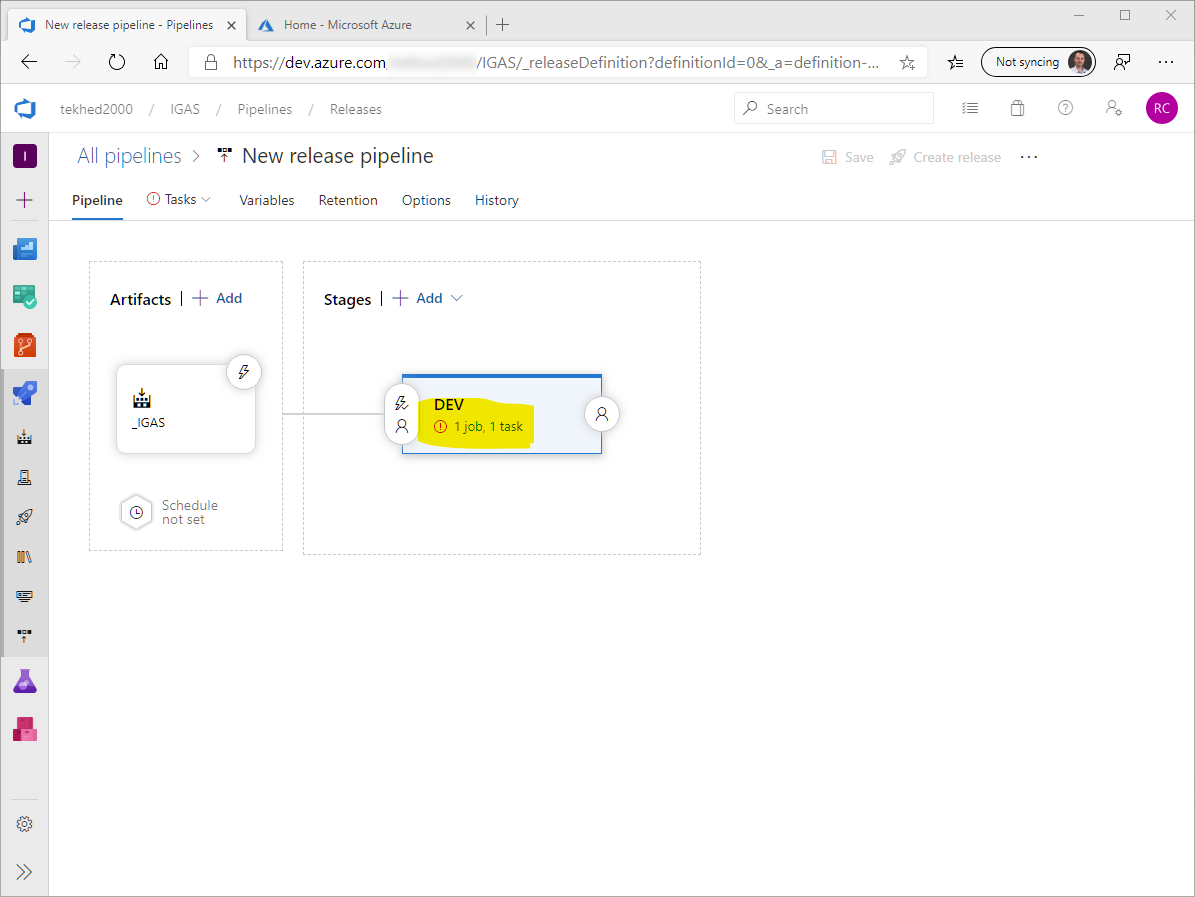 New release pipeline - Pipelines
Home - Microsoft Azure
https://dev.azure.com /IGAS/_releaseDefinition?definitionId=0&_a=definition-...
Not syncing
tekhed2000 / IGAS / Pipelines / Releases
Search
RC
I
All pipelines > New release pipeline
Save
Create release
Pipeline
Tasks
Variables
Retention
Options
History
Artifacts | + Add
Stages | + Add
_IGAS
DEV
1 job, 1 task
Schedule
not set